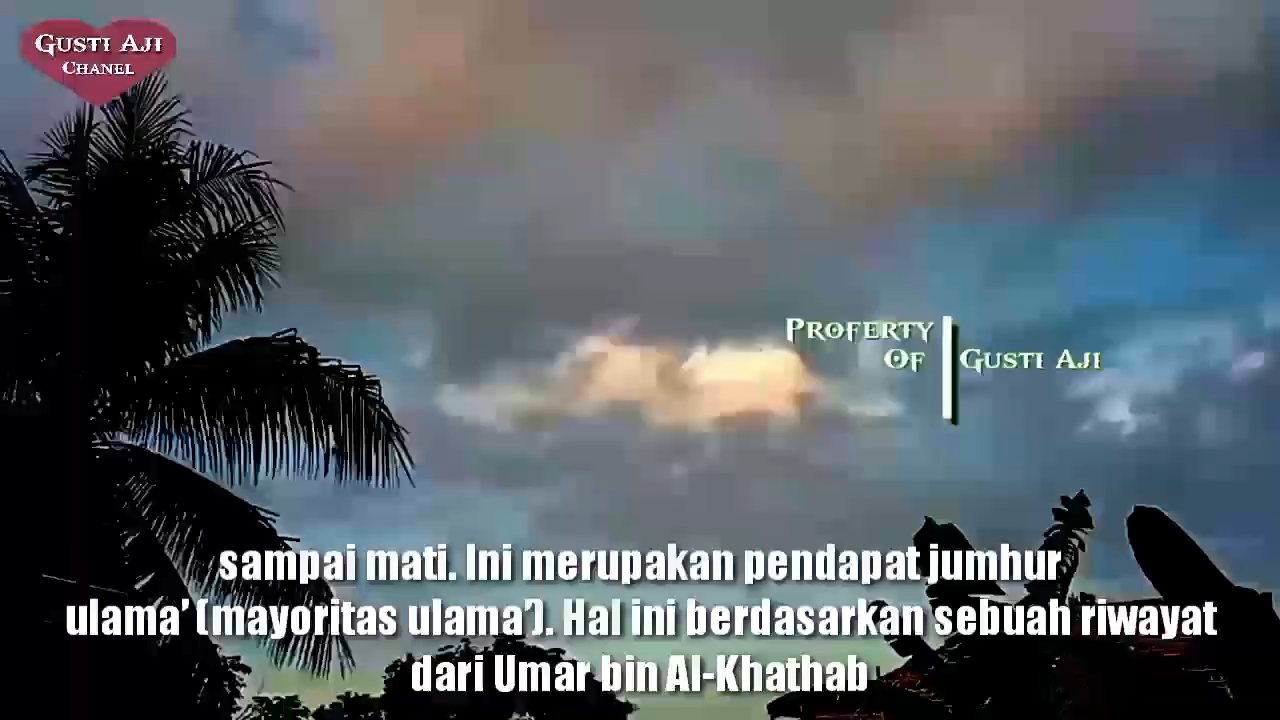 GUSTI AJI
CHANEL
PROFERTY
OF
GUSTI AJI
sampai mati. Ini merupakan pendapat jumhur
ulama’ (mayoritas ulama’). Hal ini berdasarkan sebuah riwayat
dari Umar bin Al-Khathab